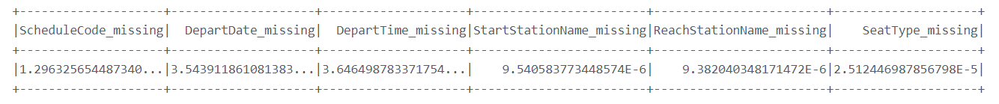 +-------------------+-------------------+-------------------+------------------------+------------------------+--------------------+
|ScheduleCode_missing| DepartDate_missing| DepartTime_missing|StartStationName_missing|ReachStationName_missing| SeatType_missing|
+-------------------+-------------------+-------------------+------------------------+------------------------+--------------------+
|1.296325654487340...|3.543911861081383...|3.646498783371754...| 9.540583773448574E-6| 9.382040348171472E-6|2.512446987856798E-5|
+-------------------+-------------------+-------------------+------------------------+------------------------+--------------------+